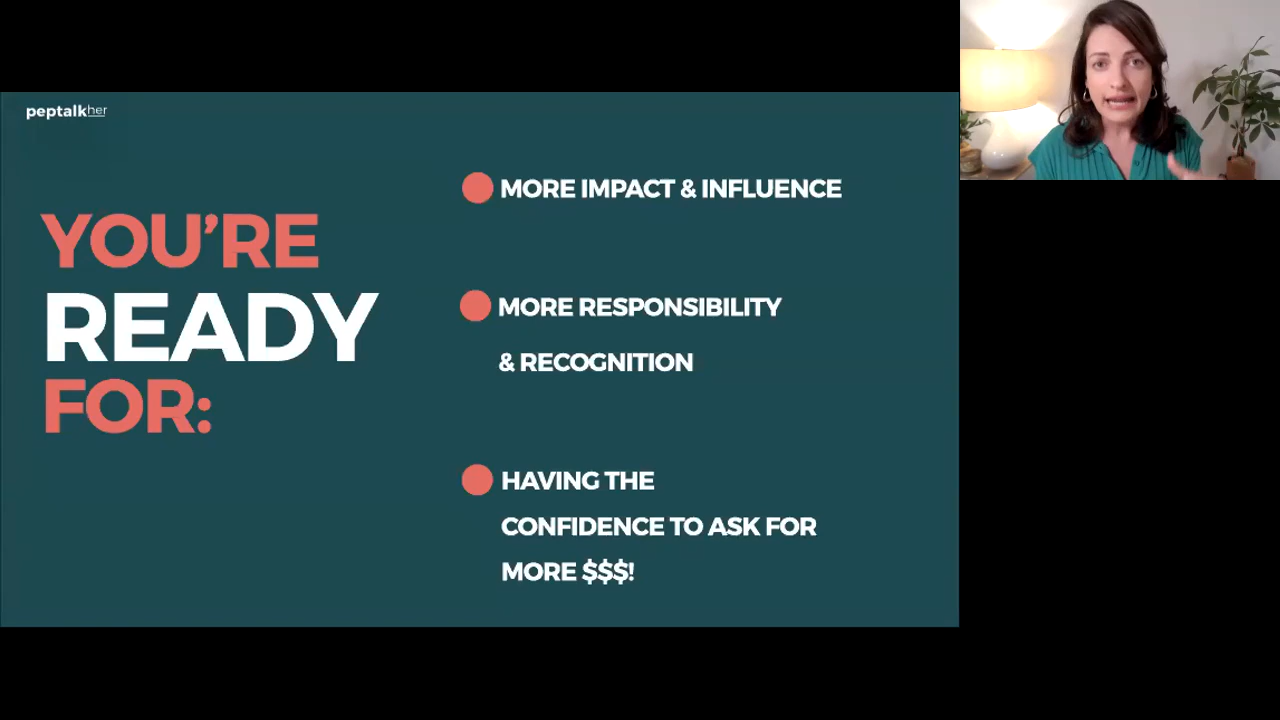 peptalkher
YOU'RE
READY
FOR:
MORE IMPACT & INFLUENCE
MORE RESPONSIBILITY
& RECOGNITION
HAVING THE
CONFIDENCE TO ASK FOR
MORE $$$!